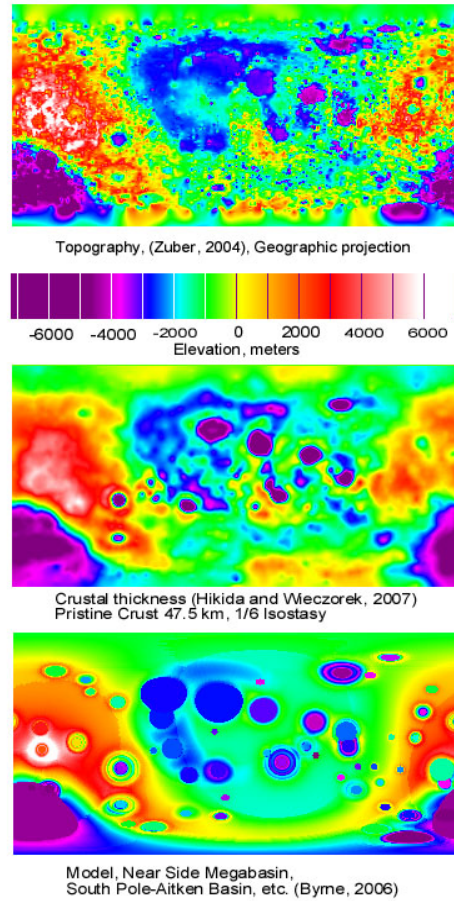 Topography, (Zuber, 2004), Geographic projection
-6000 -4000 -2000 0 2000 4000 6000
Elevation, meters
Crustal thickness (Hikida and Wieczorek, 2007)
Pristine Crust 47.5 km, 1/6 Isostasy
Model, Near Side Megabasin,
South Pole-Aitken Basin, etc. (Byrne, 2006)